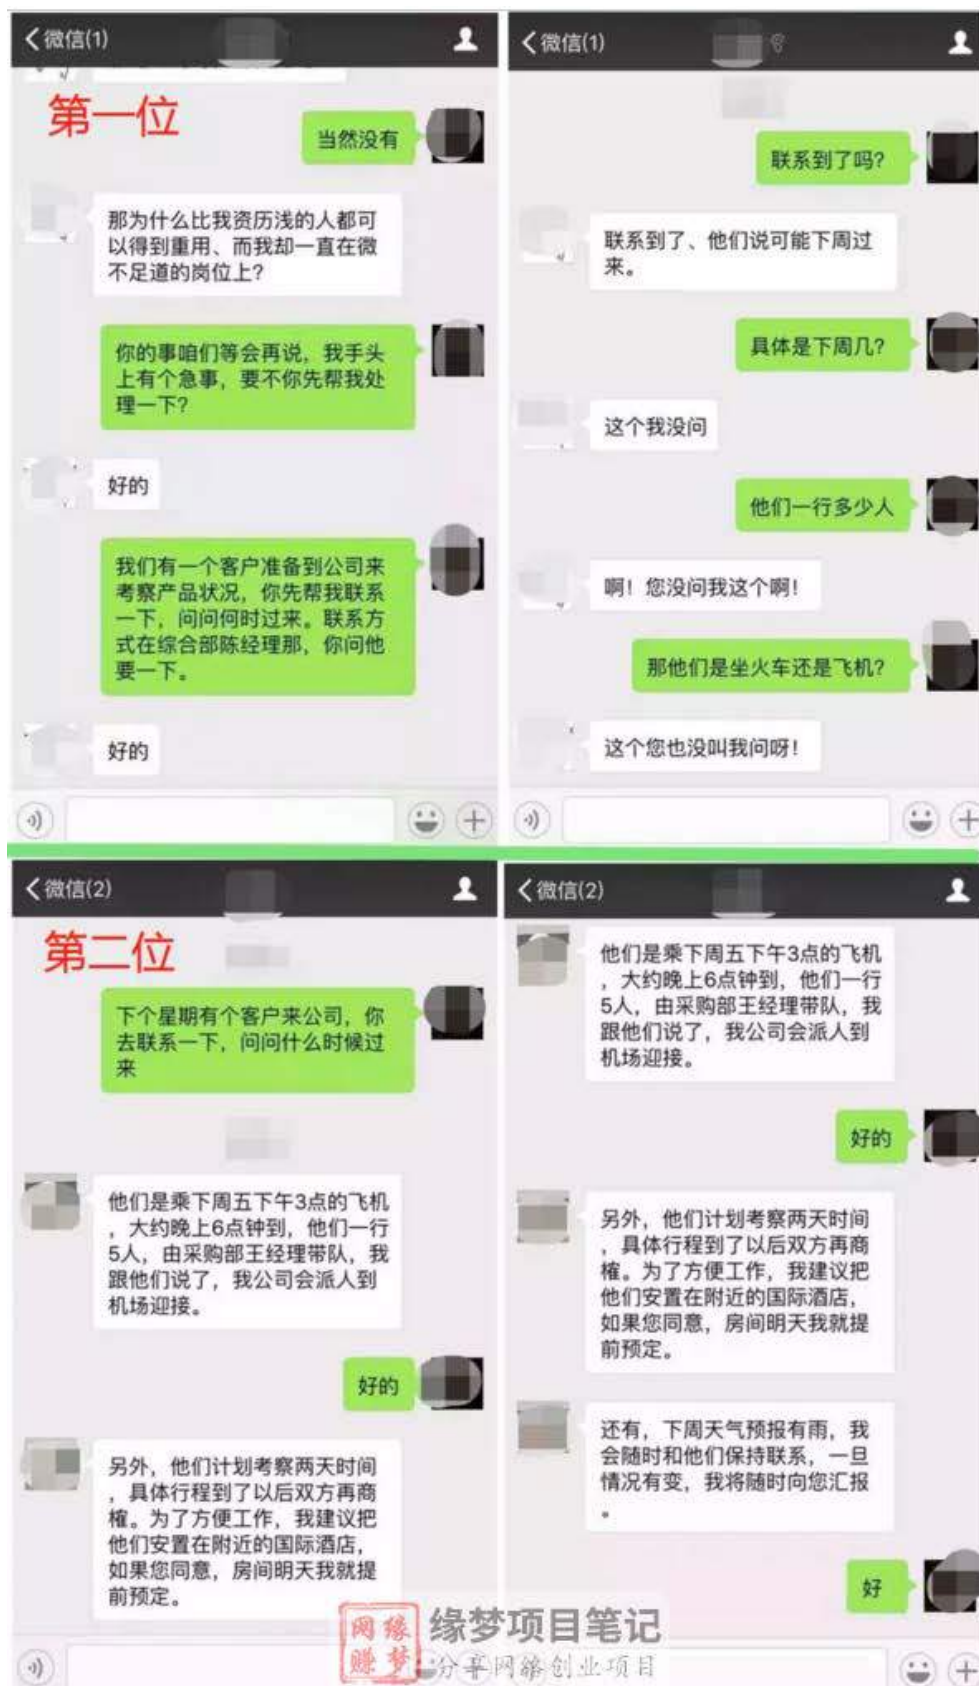 微信(1)
第一位
当然没有
那为什么比我资历浅的人都可
以得到重用、而我却一直在微
不足道的岗位上?
你的事咱们等会再说，我手头
上有个急事，要不你先帮我处
理一下?
好的
我们有一个客户准备到公司来
考察产品状况，你先帮我联系
一下，问问何时过来。联系方
式在综合部陈经理那，你问他
要一下。
好的
微信(1)
联系到了吗?
联系到了、他们说可能下周过
来。
具体是下周几?
这个我没问
他们一行多少人
啊！您没问我这个啊！
那他们是坐火车还是飞机?
这个您也没叫我问呀！
微信(2)
第二位
下个星期有个客户来公司，你
去联系一下，问问什么时候过
来
他们是乘下周五下午3点的飞机
，大约晚上6点钟到，他们一行
5人，由采购部王经理带队，我
跟他们说了，我公司会派人到
机场迎接。
好的
另外，他们计划考察两天时间
，具体行程到了以后双方再商
榷。为了方便工作，我建议把
他们安置在附近的国际酒店，
如果您同意，房间明天我就提
前预定。
微信(2)
他们是乘下周五下午3点的飞机
，大约晚上6点钟到，他们一行
5人，由采购部王经理带队，我
跟他们说了，我公司会派人到
机场迎接。
好的
另外，他们计划考察两天时间
，具体行程到了以后双方再商
榷。为了方便工作，我建议把
他们安置在附近的国际酒店，
如果您同意，房间明天我就提
前预定。
还有，下周天气预报有雨，我
会随时和他们保持联系，一旦
情况有变，我将随时向您汇报
。
好
网缘
赚梦
缘梦项目笔记
分享网络创业项目